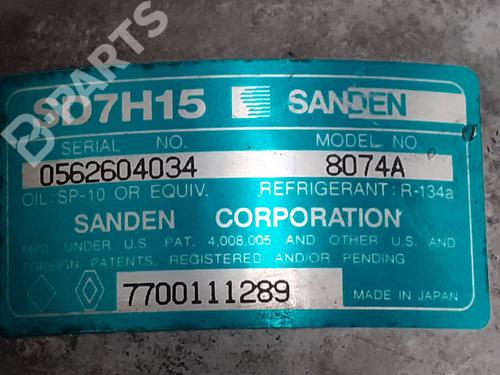 B-PARTS
SD7H15 SANDEN
SERIAL NO. MODEL NO
0562604034 8074A
OIL: SP-10 OR EQUIV. REFRIGERANT: R-134a
SANDEN CORPORATION
MFD. UNDER U.S. PAT. 4,008,005 AND OTHER U.S. AND
FOREIGN PATENTS, REGISTERED AND/OR PENDING
7700111289 MADE IN JAPAN